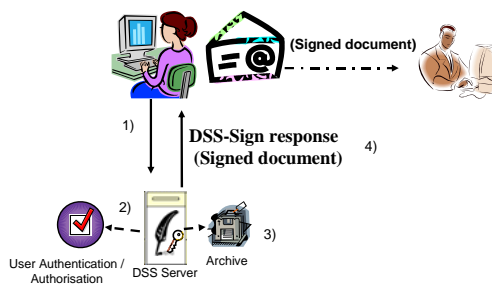 (Signed document)
@
1)
DSS-Sign response
(Signed document)
4)
2)
3)
User Authentication /
Authorisation
DSS Server
Archive